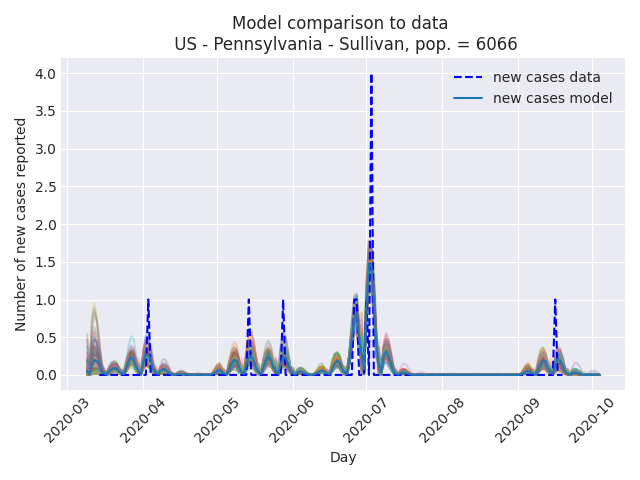 Model comparison to data
US - Pennsylvania - Sullivan, pop. = 6066
new cases data
new cases model
Number of new cases reported
4.0
3.5
3.0
2.5
2.0
1.5
1.0
0.5
0.0
2020-03
2020-04
2020-05
2020-06
2020-07
2020-08
2020-09
2020-10
Day